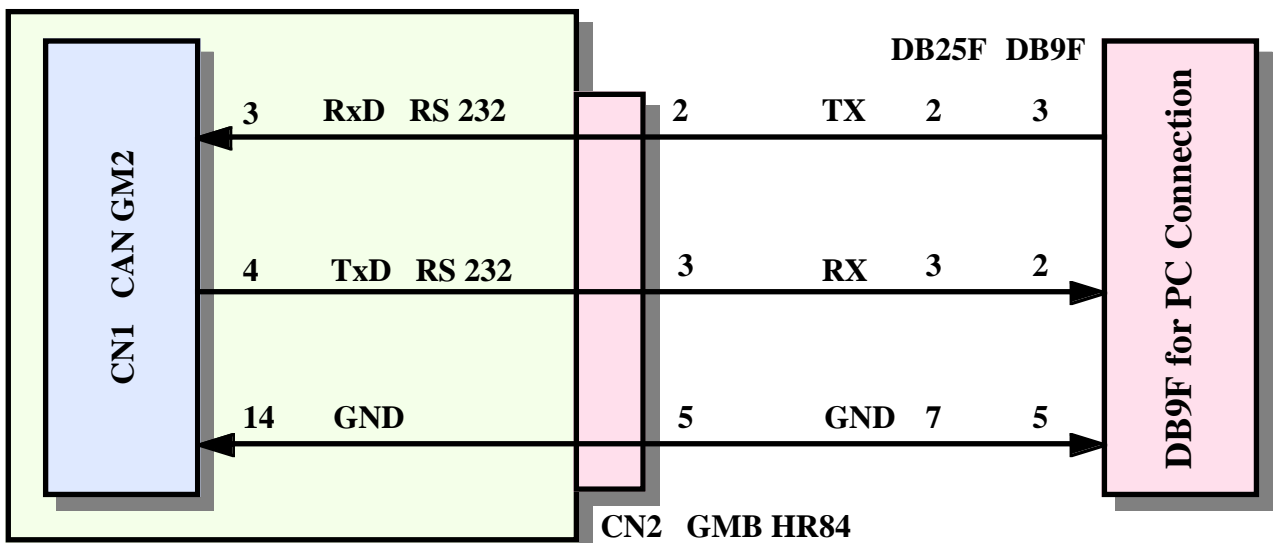 DB25F DB9F
3 RxD RS 232 2 TX 2 3
4 TxD RS 232 3 RX 3 2
14 GND 5 GND 7 5
CN1 CAN GM2
DB9F for PC Connection
CN2 GMB HR84